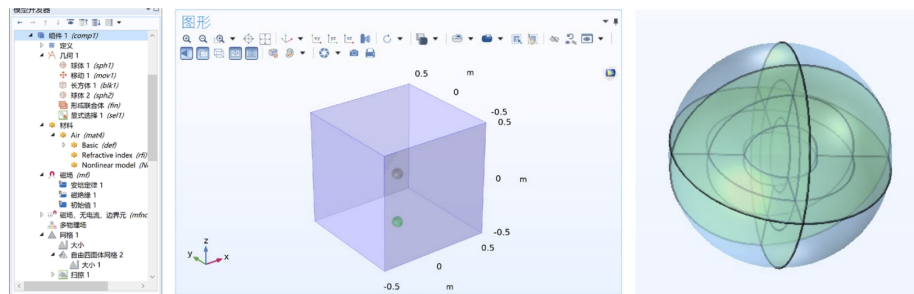 模型开发器
组件 1 (comp1)
定义
几何 1
球体 1 (sph1)
移动 1 (mov1)
长方体 1 (blk1)
球体 2 (sph2)
形成联合体 (fin)
显式选择 1 (sel1)
材料
Air (mat4)
Basic (def)
Refractive index (rfi)
Nonlinear model (N
磁场 (mf)
安培定律 1
磁绝缘 1
初始值 1
磁场，无电流，边界元 (mfnc
多物理场
网格 1
大小
自由四面体网格 2
大小 1
扫掠 1
图形
0.5 m
0
-0.5
0.5
0 m
-0.5
0.5
0
-0.5 m
z
y x